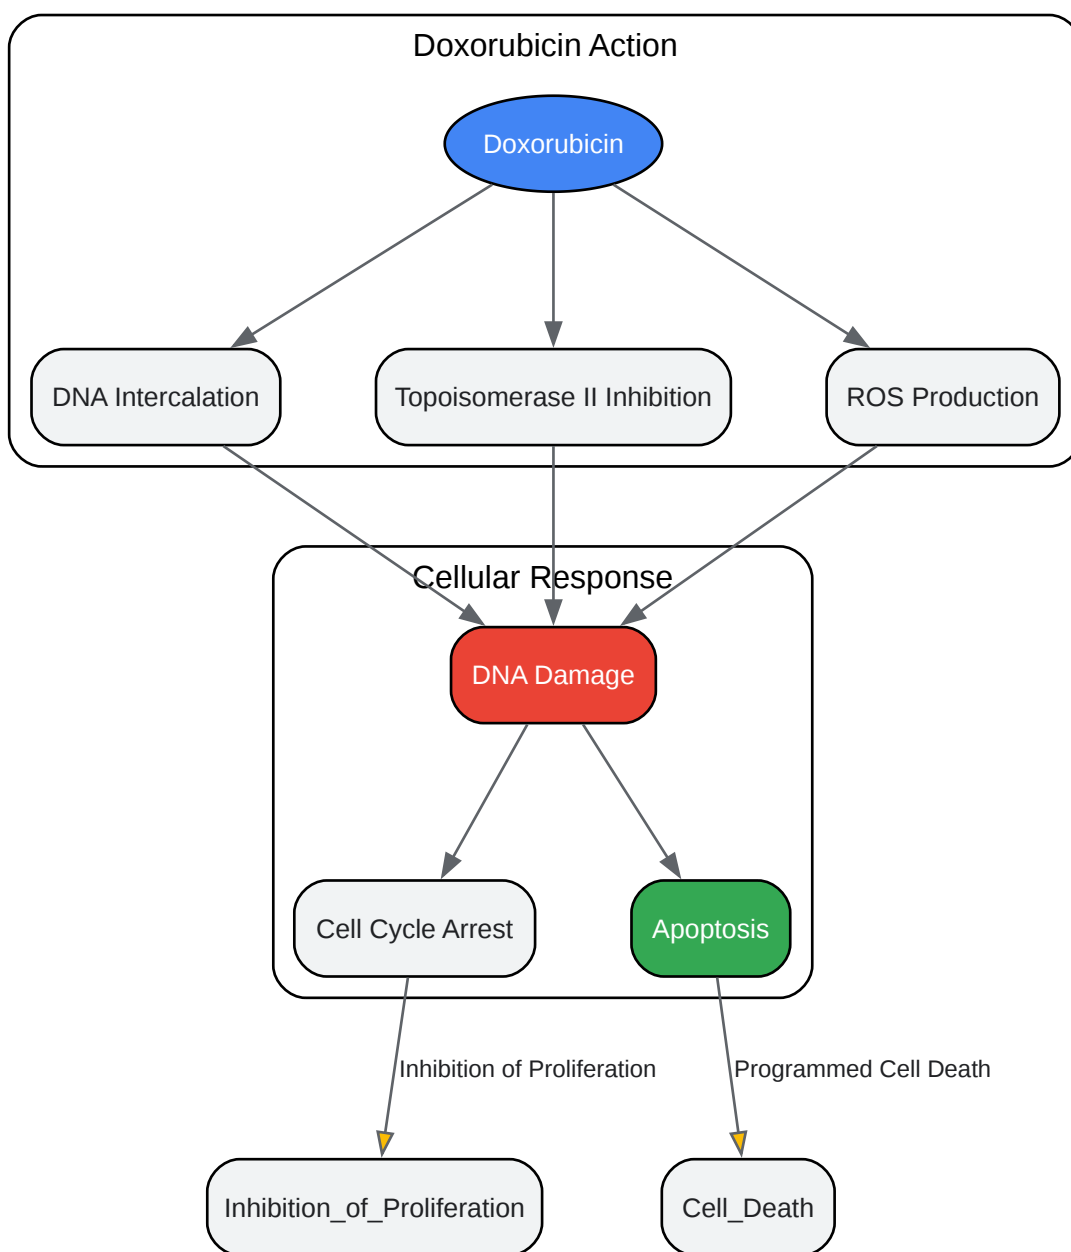 Doxorubicin Action
Doxorubicin
DNA Intercalation
Topoisomerase II Inhibition
ROS Production
Cellular Response
DNA Damage
Cell Cycle Arrest
Apoptosis
Inhibition of Proliferation
Programmed Cell Death
Inhibition_of_Proliferation
Cell_Death